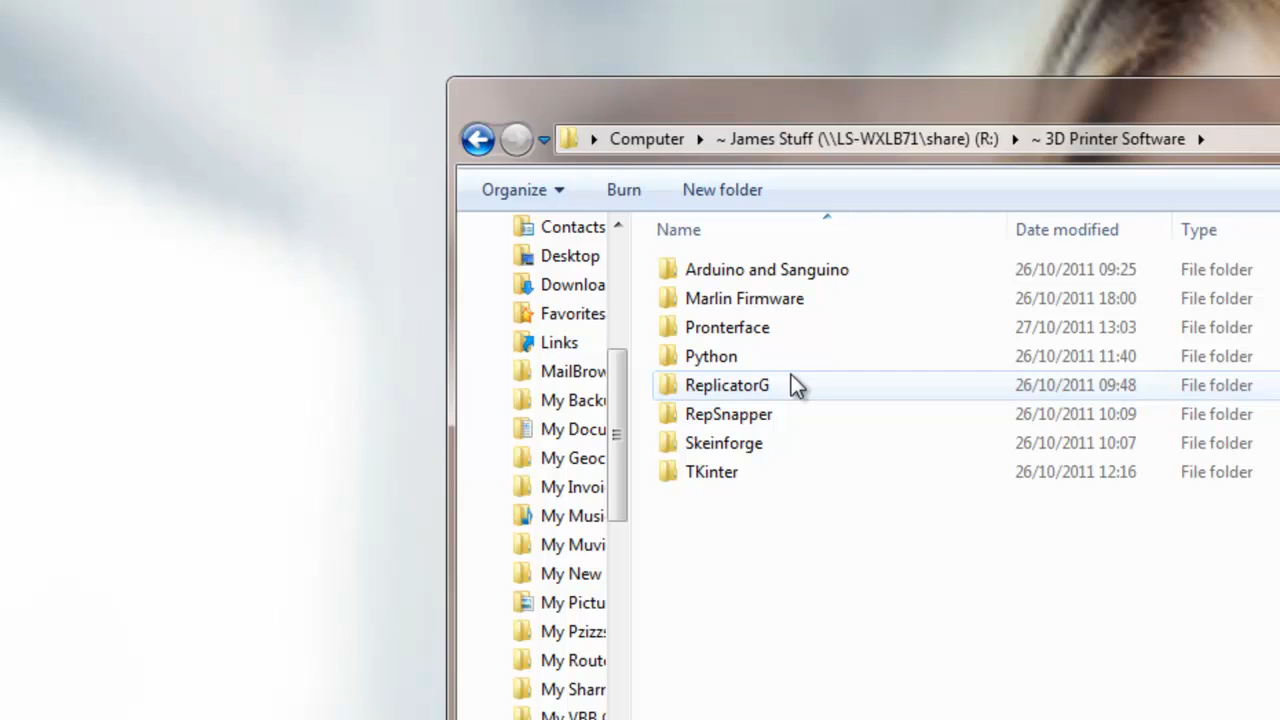 Computer ~ James Stuff (\\LS-WXLB71\share) (R:) ~ 3D Printer Software
Organize Burn New folder
Contacts
Desktop
Downloa
Favorites
Links
MailBrow
My Back
My Docu
My Geoc
My Invoi
My Musi
My Muvi
My New
My Pictu
My Pzizz
My Route
My Sharr
My VBB
Name Date modified Type
Arduino and Sanguino 26/10/2011 09:25 File folder
Marlin Firmware 26/10/2011 18:00 File folder
Pronterface 27/10/2011 13:03 File folder
Python 26/10/2011 11:40 File folder
ReplicatorG 26/10/2011 09:48 File folder
RepSnapper 26/10/2011 10:09 File folder
Skeinforge 26/10/2011 10:07 File folder
TKinter 26/10/2011 12:16 File folder